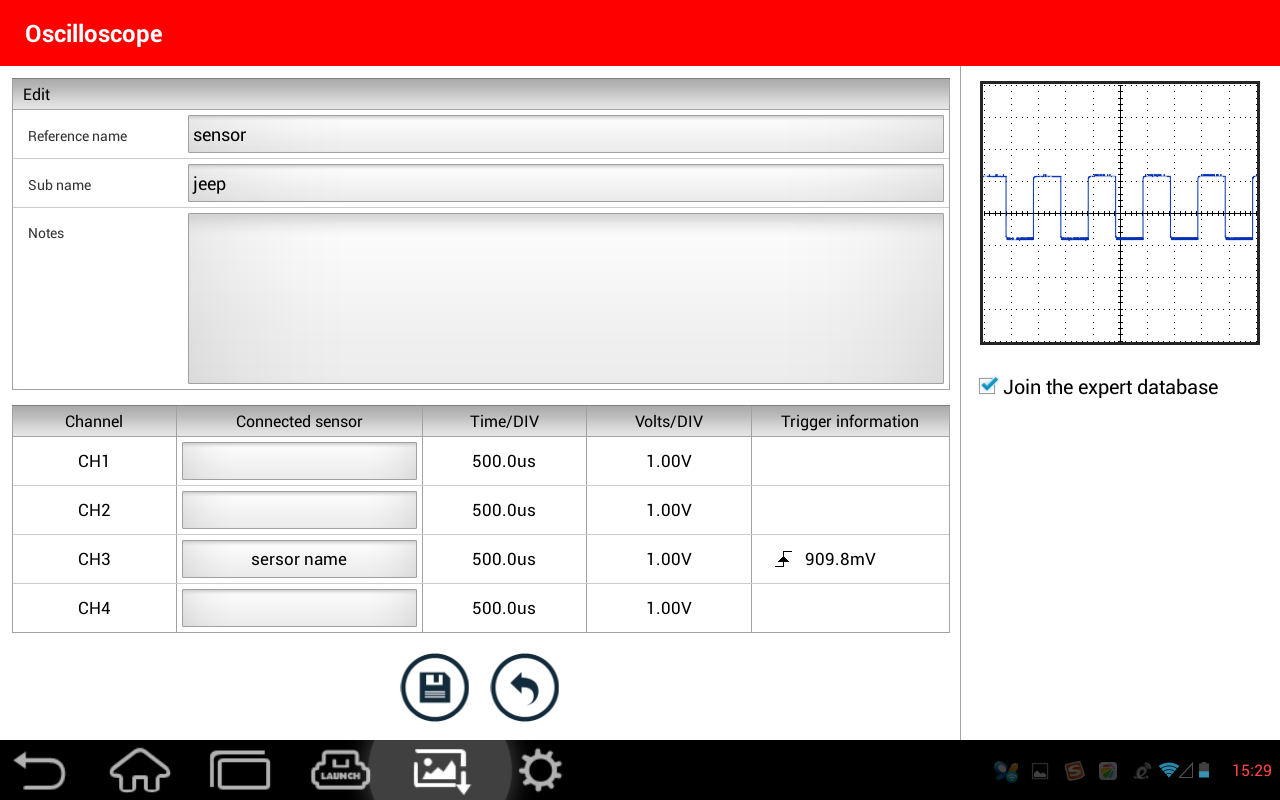 Oscilloscope
Edit
Reference name sensor
Sub name jeep
Notes
Join the expert database
Channel Connected sensor Time/DIV Volts/DIV Trigger information
CH1 500.0us 1.00V
CH2 500.0us 1.00V
CH3 sersor name 500.0us 1.00V 909.8mV
CH4 500.0us 1.00V
LAUNCH
15:29